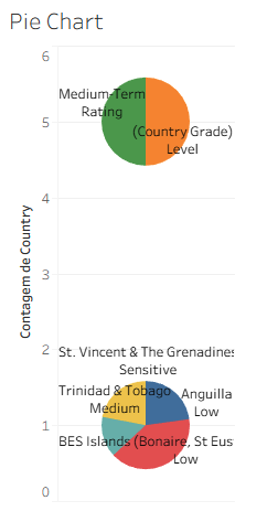 Pie Chart
6
Medium-Term
Rating
5
(Country Grade)
Level
4
3
Contagem de Country
2
St. Vincent & The Grenadines
Sensitive
Trinidad & Tobago
Medium
Anguilla
Low
1
BES Islands (Bonaire, St Eus
Low
0